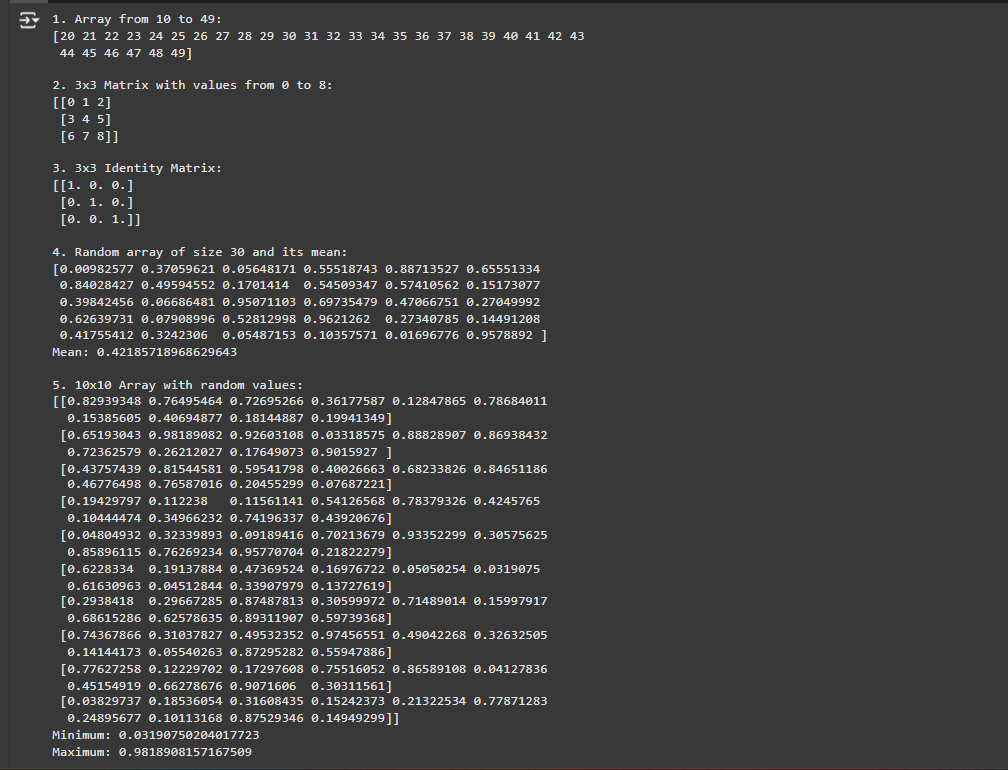 1. Array from 10 to 49:
[20 21 22 23 24 25 26 27 28 29 30 31 32 33 34 35 36 37 38 39 40 41 42 43
 44 45 46 47 48 49]
2. 3x3 Matrix with values from 0 to 8:
[[0 1 2]
 [3 4 5]
 [6 7 8]]
3. 3x3 Identity Matrix:
[[1. 0. 0.]
 [0. 1. 0.]
 [0. 0. 1.]]
4. Random array of size 30 and its mean:
[0.00982577 0.37059621 0.05648171 0.55518743 0.88713527 0.65551334
 0.84028427 0.49594552 0.1701414  0.54509347 0.57410562 0.15173077
 0.39842456 0.06686481 0.95071103 0.69735479 0.47066751 0.27049992
 0.62639731 0.07908996 0.52812998 0.9621262  0.27340785 0.14491208
 0.41755412 0.3242306  0.05487153 0.10357571 0.01696776 0.9578892 ]
Mean: 0.42185718968629643
5. 10x10 Array with random values:
[[0.82939348 0.76495464 0.72695266 0.36177587 0.12847865 0.78684011
  0.15385605 0.40694877 0.18144887 0.19941349]
 [0.65193043 0.98189082 0.92603108 0.03318575 0.88828907 0.86938432
  0.72362579 0.26212027 0.17649073 0.9015927 ]
 [0.43757439 0.81544581 0.59541798 0.40026663 0.68233826 0.84651186
  0.46776498 0.76587016 0.20455299 0.07687221]
 [0.19429797 0.112238   0.11561141 0.54126568 0.78379326 0.4245765
  0.10444474 0.34966232 0.74196337 0.43920676]
 [0.04804932 0.32339893 0.09189416 0.70213679 0.93352299 0.30575625
  0.85896115 0.76269234 0.95770704 0.21822279]
 [0.6228334  0.19137884 0.47369524 0.16976722 0.05050254 0.0319075
  0.61630963 0.04512844 0.33907979 0.13727619]
 [0.2938418  0.29667285 0.87487813 0.30599972 0.71489014 0.15997917
  0.68615286 0.62578635 0.89311907 0.59739368]
 [0.74367866 0.31037827 0.49532352 0.97456551 0.49042268 0.32632505
  0.14144173 0.05540263 0.87295282 0.55947886]
 [0.77627258 0.12229702 0.17297608 0.75516052 0.86589108 0.04127836
  0.45154919 0.66278676 0.9071606  0.30311561]
 [0.03829737 0.18536054 0.31608435 0.15242373 0.21322534 0.77871283
  0.24895677 0.10113168 0.87529346 0.14949299]]
Minimum: 0.03190750204017723
Maximum: 0.9818908157167509